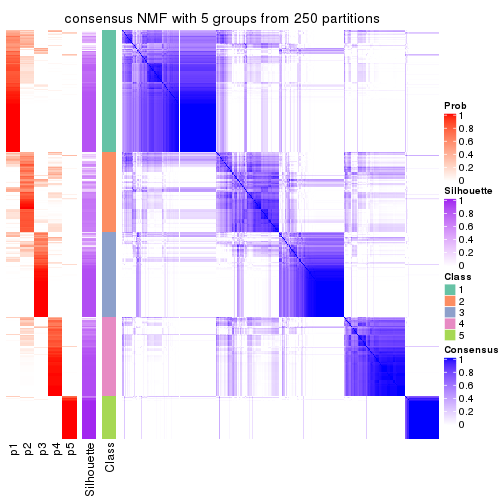 consensus NMF with 5 groups from 250 partitions
p1
p2
p3
p4
p5
Silhouette
Class
Prob
1
0.8
0.6
0.4
0.2
0
Silhouette
1
0.8
0.6
0.4
0.2
0
Class
1
2
3
4
5
Consensus
1
0.8
0.6
0.4
0.2
0